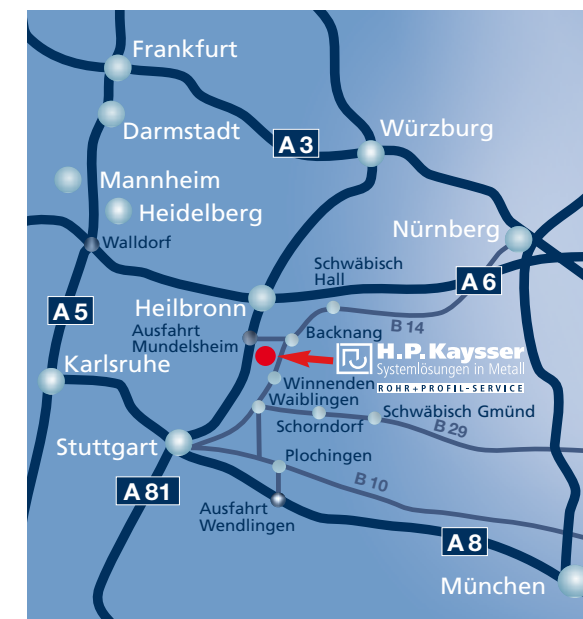 Frankfurt
Darmstadt
A 3
Würzburg
Mannheim
Heidelberg
Nürnberg
Walldorf
Schwäbisch
Hall
A 6
A 5
Heilbronn
B 14
Ausfahrt
Mundelsheim
Backnang
H.P.Kaysser
Systemlösungen in Metall
ROHR+PROFIL-SERVICE
Karlsruhe
Winnenden
Waiblingen
Schwäbisch Gmünd
Schorndorf
B 29
Stuttgart
Plochingen
B 10
A 81
Ausfahrt
Wendlingen
A 8
München